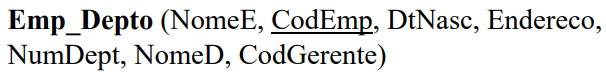 Emp_Depto (NomeE, CodEmp, DtNasc, Endereco,
NumDept, NomeD, CodGerente)